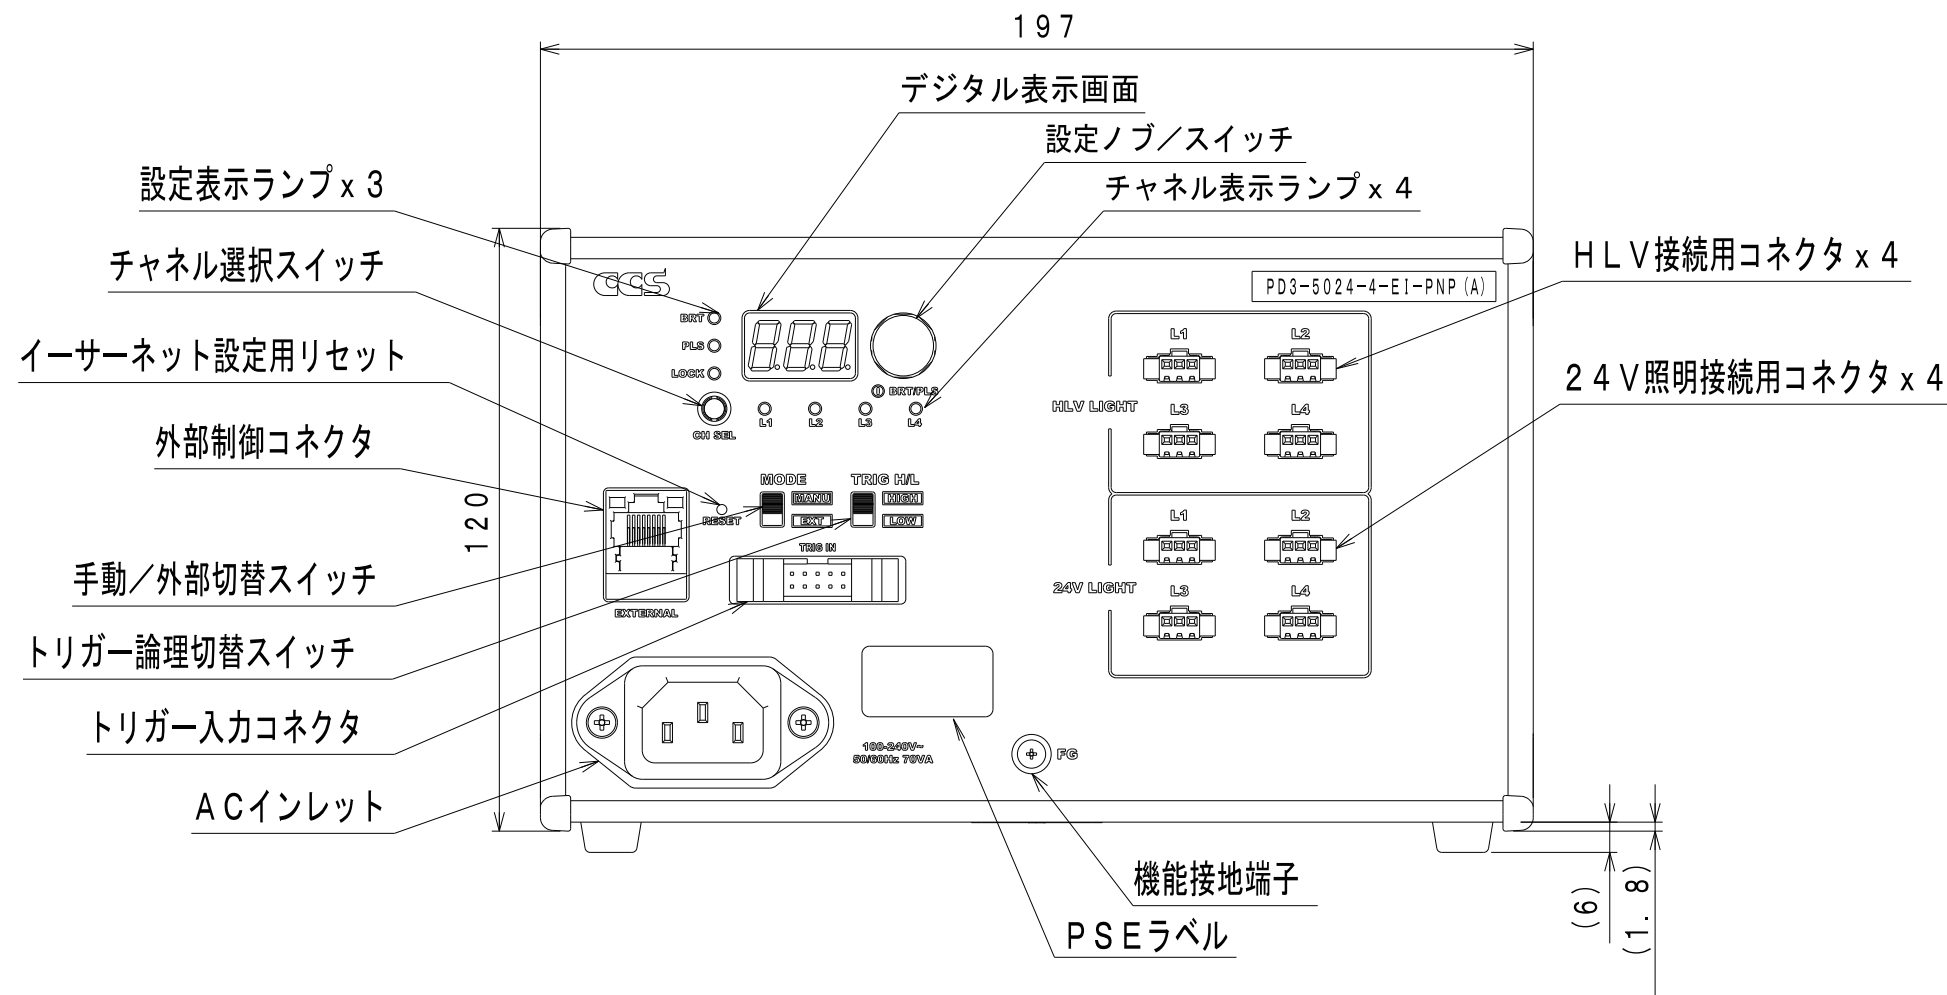 197
デジタル表示画面
設定ノブ／スイッチ
設定表示ランプx3
チャネル表示ランプx4
チャネル選択スイッチ
HLV接続用コネクタx4
CCS
PD3-5024-4-EI-PNP(A)
BRT
PLS
LOCK
イーサーネット設定用リセット
L1 L2
24V照明接続用コネクタx4
BRT/PLS
HLV LIGHT
L3 L4
CH SEL
L1 L2 L3 L4
外部制御コネクタ
MODE
MANU
EXT
TRIG H/L
HIGH
LOW
RESET
120
TRIG IN
L1 L2
手動／外部切替スイッチ
24V LIGHT
L3 L4
EXTERNAL
トリガー論理切替スイッチ
トリガー入力コネクタ
100-240V~
50/60Hz 70VA
FG
ACインレット
機能接地端子
PSEラベル
(6)
(1.8)